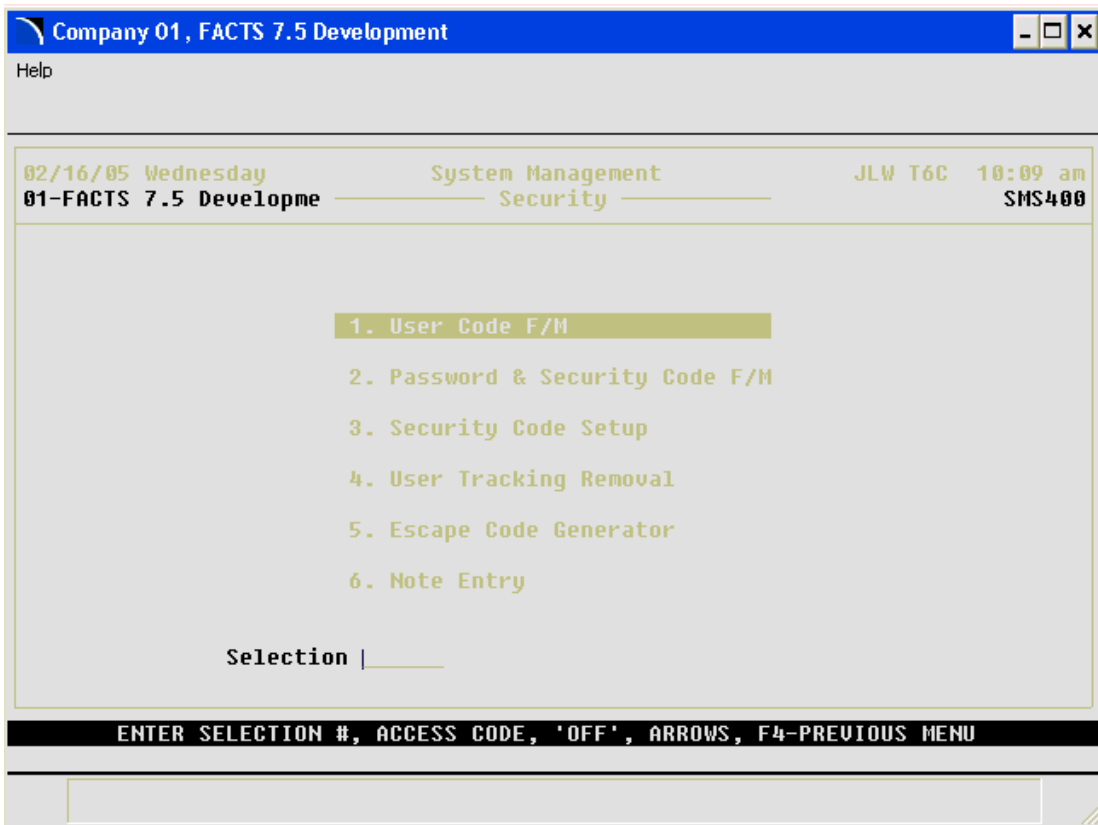 Company 01, FACTS 7.5 Development
Help
02/16/05 Wednesday System Management JLW T6C 10:09 am
01-FACTS 7.5 Developme Security SMS400
1. User Code F/M
2. Password & Security Code F/M
3. Security Code Setup
4. User Tracking Removal
5. Escape Code Generator
6. Note Entry
Selection
ENTER SELECTION #, ACCESS CODE, 'OFF', ARROWS, F4-PREVIOUS MENU